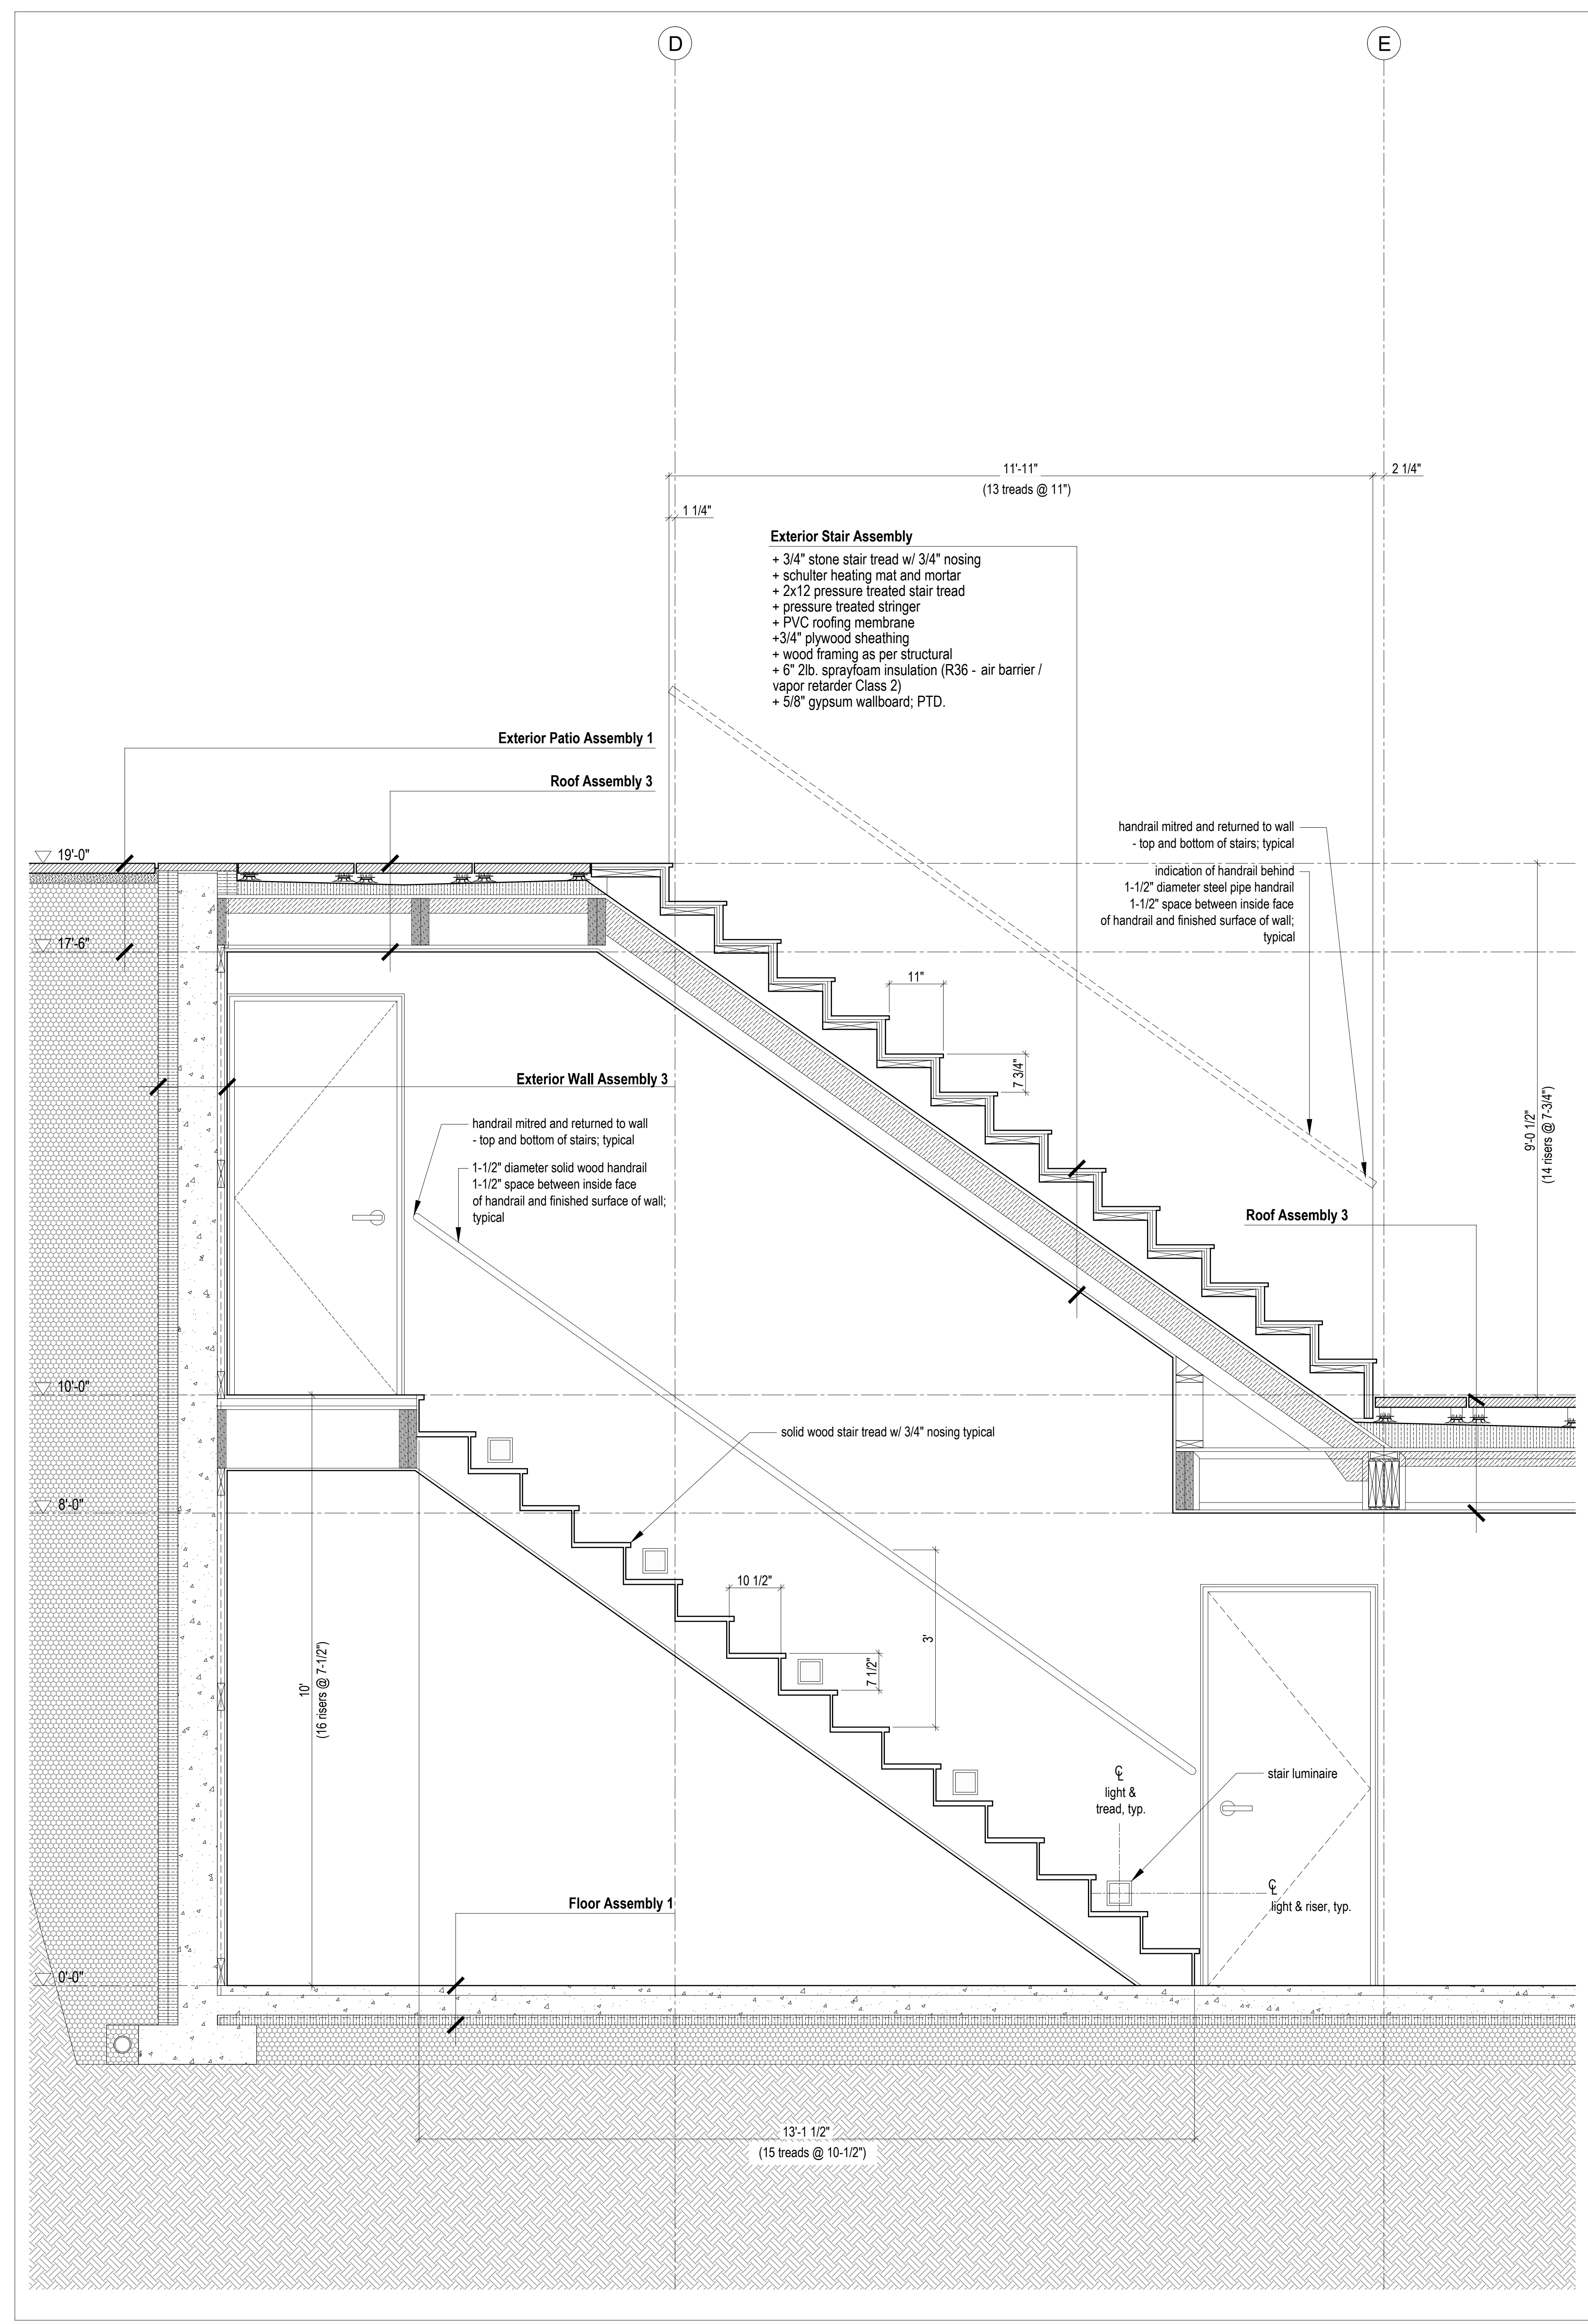 D
E
11'-11"
(13 treads @ 11")
2 1/4"
1 1/4"
Exterior Stair Assembly
+ 3/4" stone stair tread w/ 3/4" nosing
+ schulter heating mat and mortar
+ 2x12 pressure treated stair tread
+ pressure treated stringer
+ PVC roofing membrane
+3/4" plywood sheathing
+ wood framing as per structural
+ 6" 2lb. sprayfoam insulation (R36 - air barrier /
vapor retarder Class 2)
+ 5/8" gypsum wallboard; PTD.
Exterior Patio Assembly 1
Roof Assembly 3
handrail mitred and returned to wall
- top and bottom of stairs; typical
indication of handrail behind
1-1/2" diameter steel pipe handrail
1-1/2" space between inside face
of handrail and finished surface of wall;
typical
19'-0"
17'-6"
11"
7 3/4"
9'-0 1/2"
(14 risers @ 7-3/4")
Exterior Wall Assembly 3
handrail mitred and returned to wall
- top and bottom of stairs; typical
1-1/2" diameter solid wood handrail
1-1/2" space between inside face
of handrail and finished surface of wall;
typical
Roof Assembly 3
10'-0"
solid wood stair tread w/ 3/4" nosing typical
8'-0"
10 1/2"
3'
7 1/2"
10'
(16 risers @ 7-1/2")
℄
light &
tread, typ.
stair luminaire
℄
light & riser, typ.
Floor Assembly 1
0'-0"
13'-1 1/2"
(15 treads @ 10-1/2")